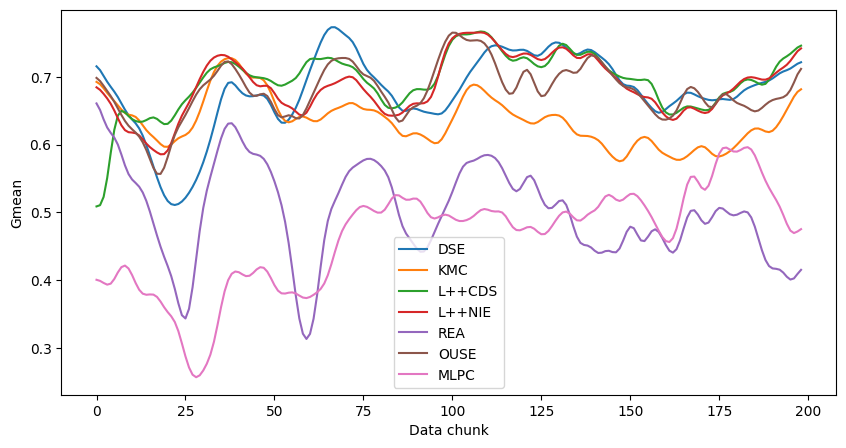 0.7
0.6
0.5
0.4
0.3
Gmean
DSE
KMC
L++CDS
L++NIE
REA
OUSE
MLPC
0 25 50 75 100 125 150 175 200
Data chunk